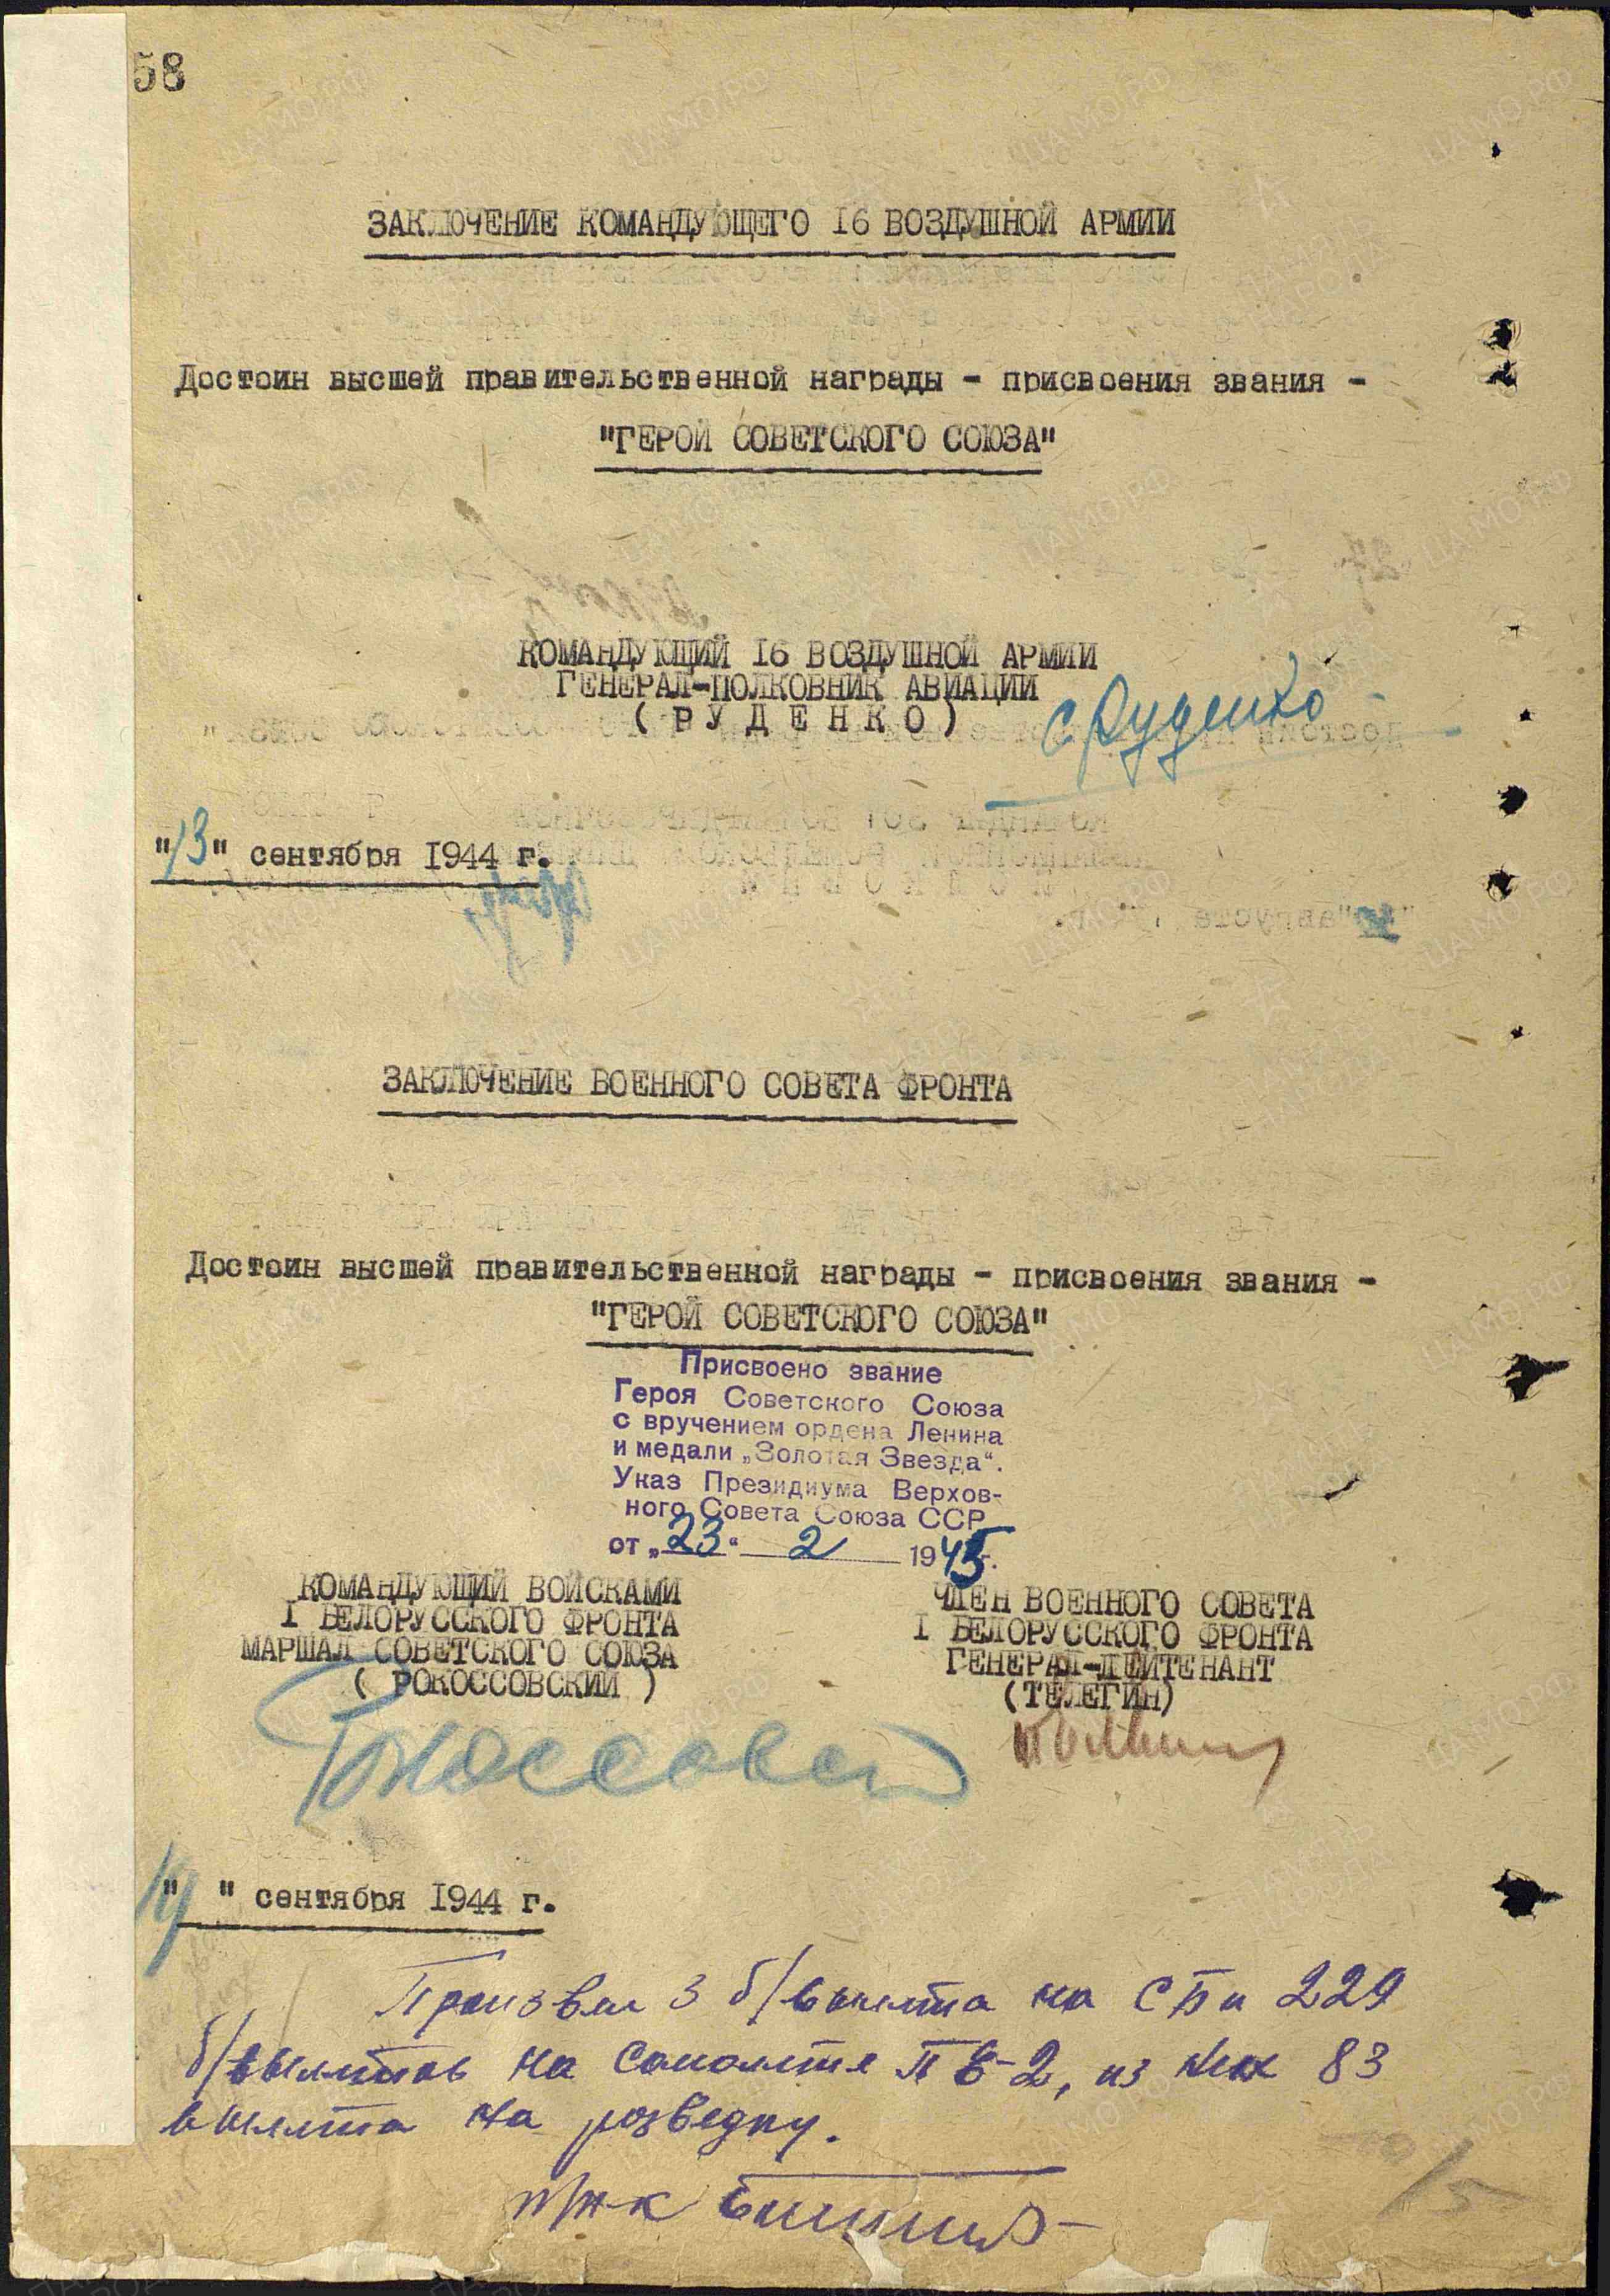 58
ЗАКЛЮЧЕНИЕ КОМАНДУЮЩЕГО 16 ВОЗДУШНОЙ АРМИИ
Достоин высшей правительственной награды - присвоения звания -
"ГЕРОЙ СОВЕТСКОГО СОЮЗА"
КОМАНДУЮЩИЙ 16 ВОЗДУШНОЙ АРМИИ
ГЕНЕРАЛ-ПОЛКОВНИК АВИАЦИИ
( Р У Д Е Н К О )
С Руденко
"13" сентября 1944 г.
ЗАКЛЮЧЕНИЕ ВОЕННОГО СОВЕТА ФРОНТА
Достоин высшей правительственной награды - присвоения звания -
"ГЕРОЙ СОВЕТСКОГО СОЮЗА"
Присвоено звание
Героя Советского Союза
с вручением ордена Ленина
и медали „Золотая Звезда“.
Указ Президиума Верхов-
ного Совета Союза ССР
от „23“ 2 1945г.
КОМАНДУЮЩИЙ ВОЙСКАМИ
I БЕЛОРУССКОГО ФРОНТА
МАРШАЛ СОВЕТСКОГО СОЮЗА
( РОКОССОВСКИЙ )
ЧЛЕН ВОЕННОГО СОВЕТА
I БЕЛОРУССКОГО ФРОНТА
ГЕНЕРАЛ-ЛЕЙТЕНАНТ
(ТЕЛЕГИН)
" " сентября 1944 г.
Произвел 3 б/вылета на СБ и 229
б/вылетов на самолете Пе-2, из них 83
вылета на разведку.
п/п-к